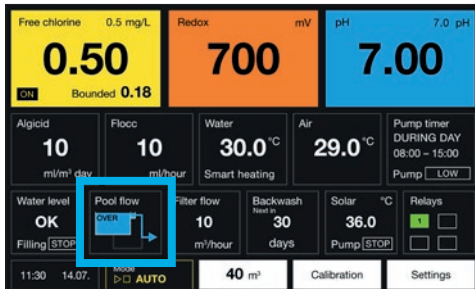 Free chlorine 0.5 mg/L
0.50
ON Bounded 0.18
Redox mV
700
pH 7.0 pH
7.00
Algicid
10
ml/m³ day
Flocc
10
ml/hour
Water
30.0°C
Smart heating
Air
29.0°C
Pump timer
DURING DAY
08:00 – 15:00
Pump LOW
Water level
OK
Filling STOP
Pool flow
OVER
Filter flow
10
m³/hour
Backwash
Next in
30
days
Solar °C
36.0
Pump STOP
Relays
1
11:30 14.07.
Mode
AUTO
40 m³
Calibration
Settings